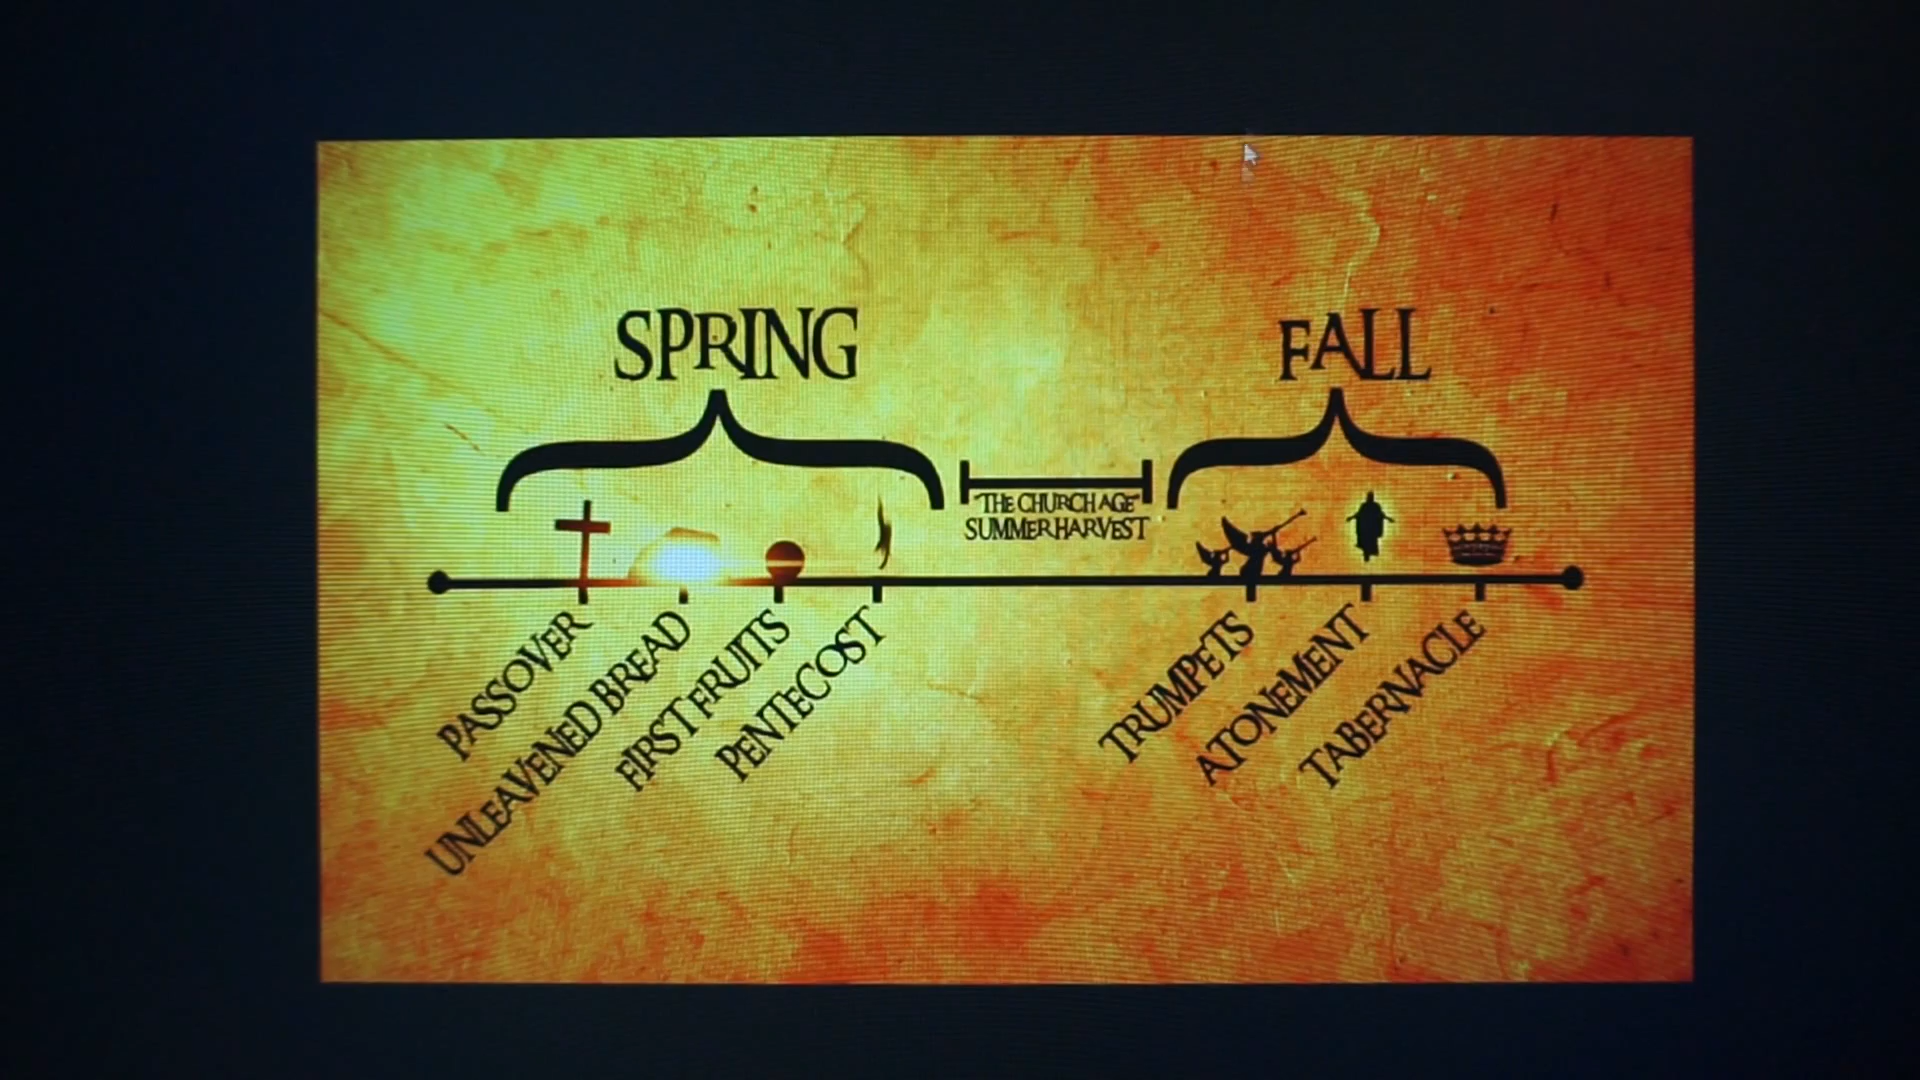 SPRING
FALL
THE CHURCH AGE
SUMMER HARVEST
PASSOVER
UNLEAVENED BREAD
FIRST FRUITS
PENTECOST
TRUMPETS
ATONEMENT
TABERNACLE